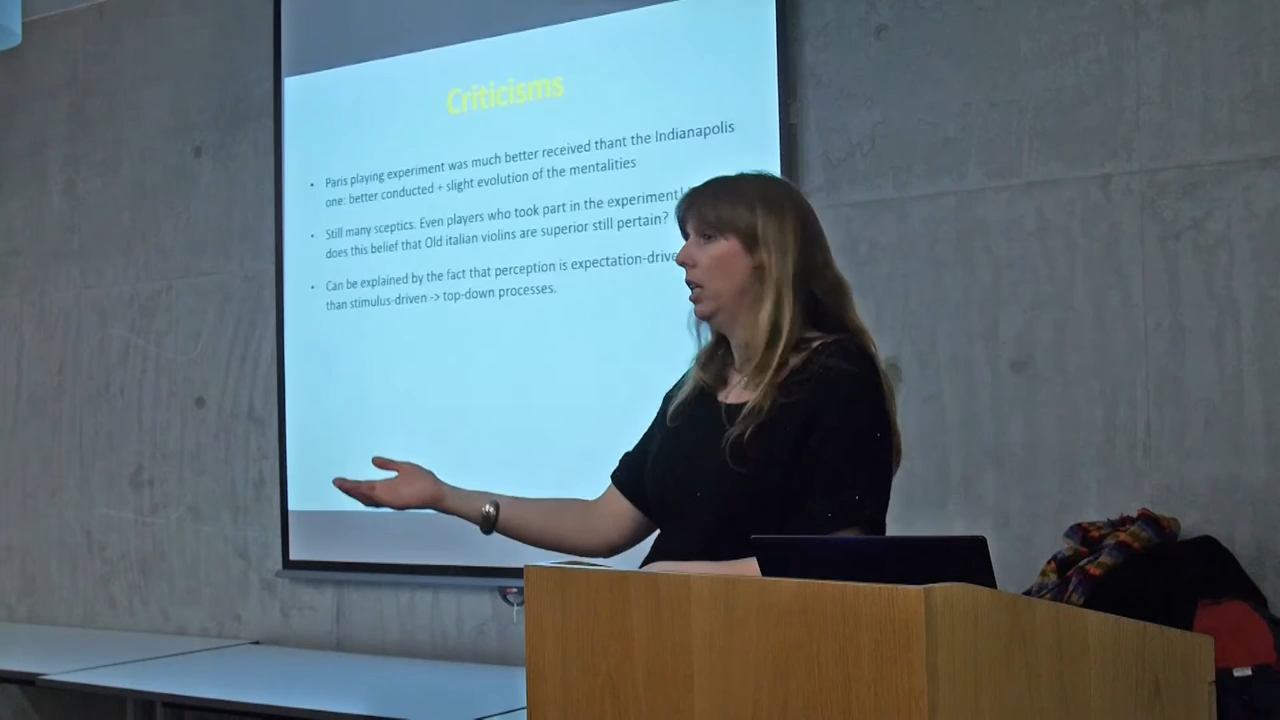 Criticisms
• Paris playing experiment was much better received thant the Indianapolis
one: better conducted + slight evolution of the mentalities
• Still many sceptics. Even players who took part in the experiment!
does this belief that Old italian violins are superior still pertain?
• Can be explained by the fact that perception is
than stimulus-driven -> top-down processes.